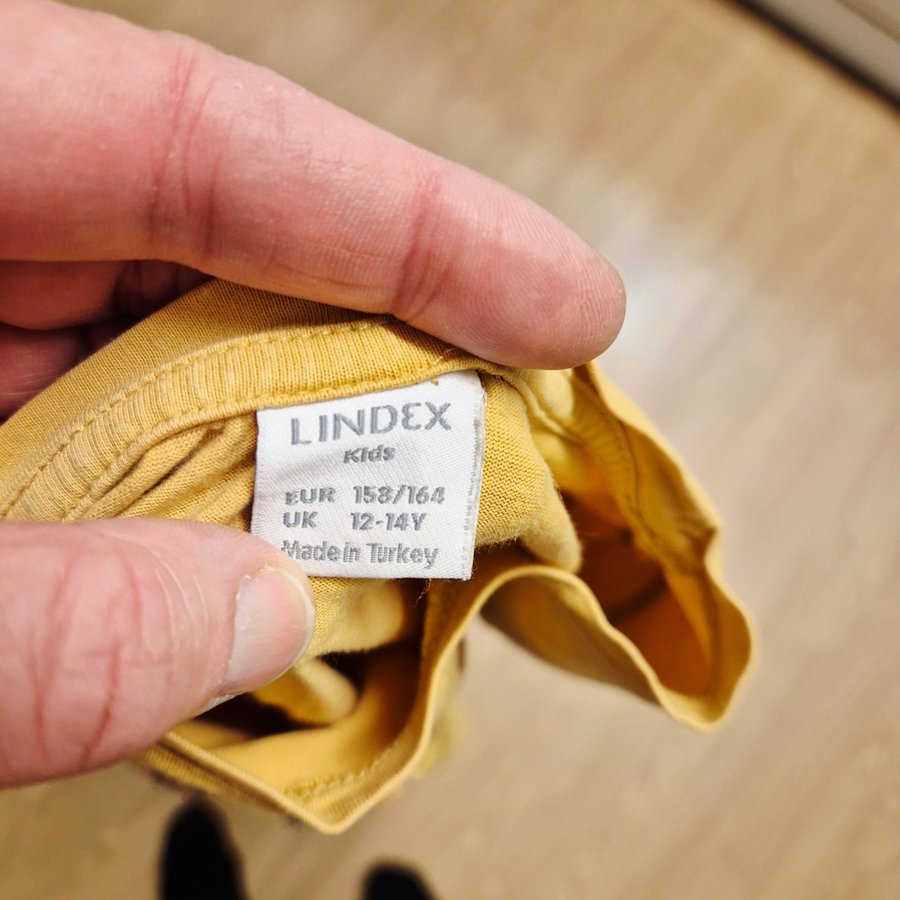 LINDEX
Kids
EUR 158/164
UK 12-14Y
Made in Turkey